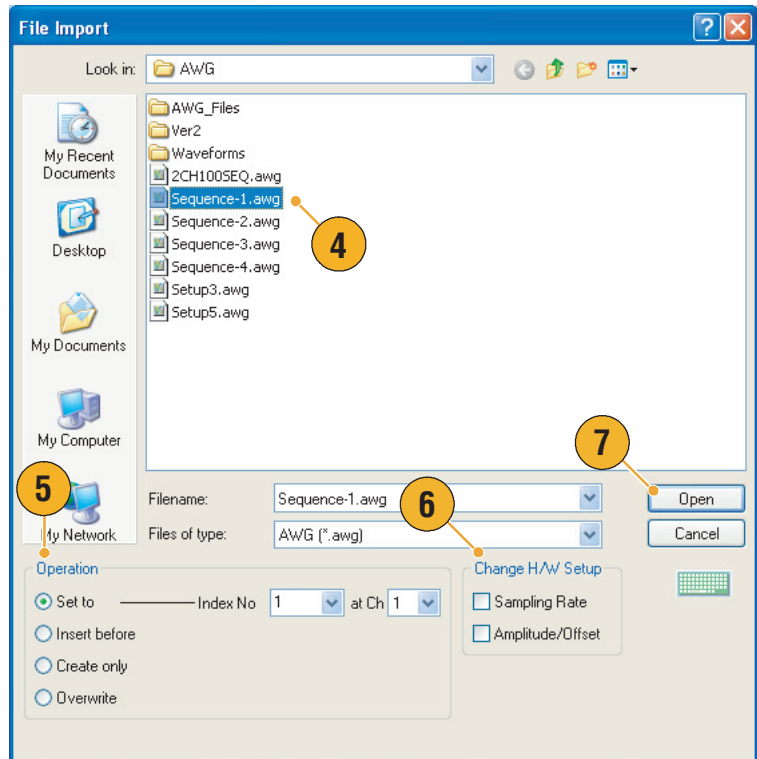 File Import
Look in: AWG
My Recent Documents
Desktop
My Documents
My Computer
My Network
AWG_Files
Ver2
Waveforms
2CH100SEQ.awg
Sequence-1.awg
Sequence-2.awg
Sequence-3.awg
Sequence-4.awg
Setup3.awg
Setup5.awg
4
7
5
6
Filename: Sequence-1.awg Open
Files of type: AWG (*.awg) Cancel
Operation
Set to Index No 1 at Ch 1
Insert before
Create only
Overwrite
Change H/W Setup
Sampling Rate
Amplitude/Offset